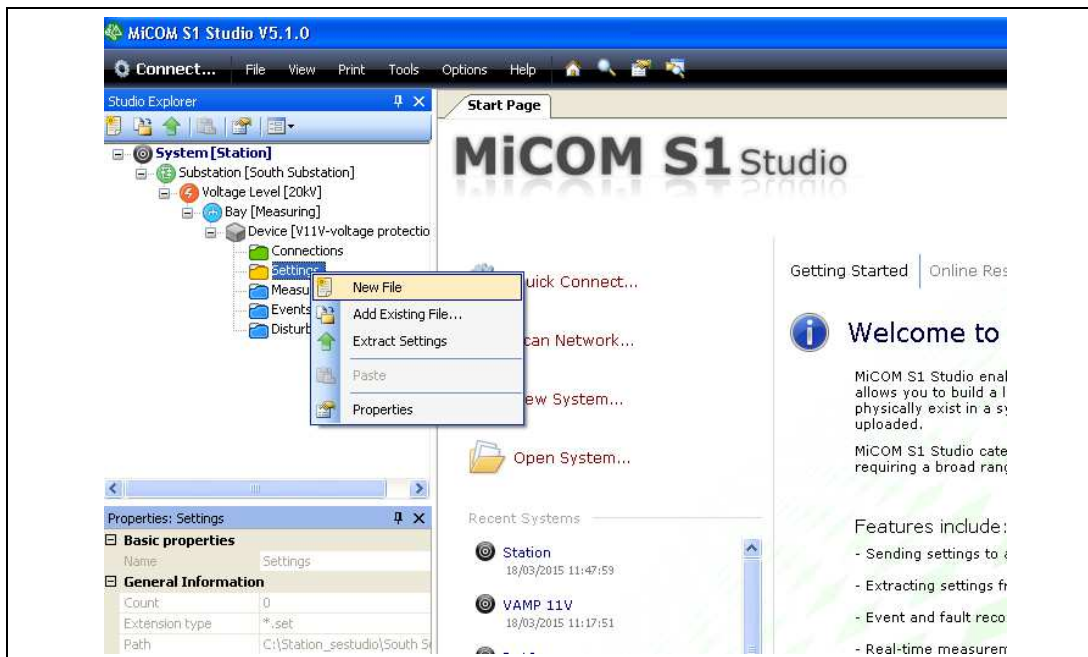 MiCOM S1 Studio V5.1.0
Connect... File View Print Tools Options Help
Studio Explorer
System [Station]
Substation [South Substation]
Voltage Level [20kV]
Bay [Measuring]
Device [V11V-voltage protectio
Connections
Settings
Measu
Events
Disturb
New File
Add Existing File...
Extract Settings
Paste
Properties
Properties: Settings
Basic properties
Name Settings
General Information
Count 0
Extension type *.set
Path C:\Station_sestudio\South S
Start Page
MiCOM S1 Studio
uick Connect...
can Network...
ew System...
Open System...
Recent Systems
Station
18/03/2015 11:47:59
VAMP 11V
18/03/2015 11:17:51
Getting Started Online Res
Welcome to
MiCOM S1 Studio enal
allows you to build a l
physically exist in a sy
uploaded.
MiCOM S1 Studio cate
requiring a broad rang
Features include:
- Sending settings to a
- Extracting settings fr
- Event and fault reco
- Real-time measurem